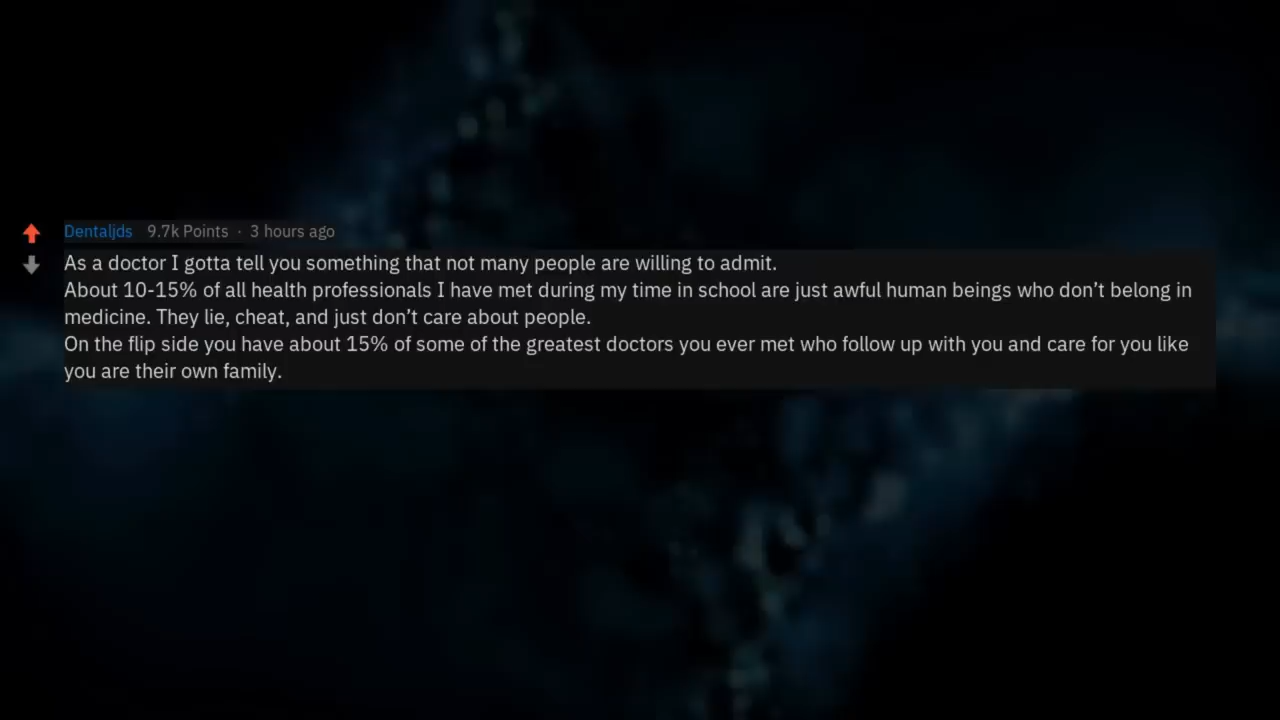 Dentaljds 9.7k Points · 3 hours ago
As a doctor I gotta tell you something that not many people are willing to admit.
About 10-15% of all health professionals I have met during my time in school are just awful human beings who don’t belong in
medicine. They lie, cheat, and just don’t care about people.
On the flip side you have about 15% of some of the greatest doctors you ever met who follow up with you and care for you like
you are their own family.